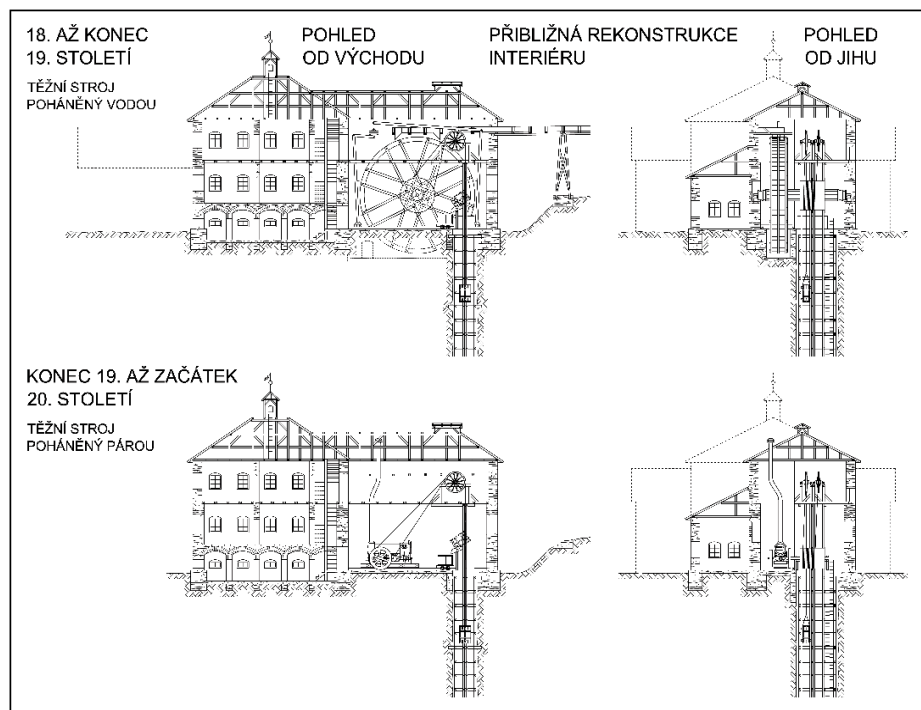 18. AŽ KONEC
19. STOLETÍ
TĚŽNÍ STROJ
POHÁNĚNÝ VODOU
POHLED
OD VÝCHODU
PŘIBLIŽNÁ REKONSTRUKCE
INTERIÉRU
POHLED
OD JIHU
KONEC 19. AŽ ZAČÁTEK
20. STOLETÍ
TĚŽNÍ STROJ
POHÁNĚNÝ PÁROU